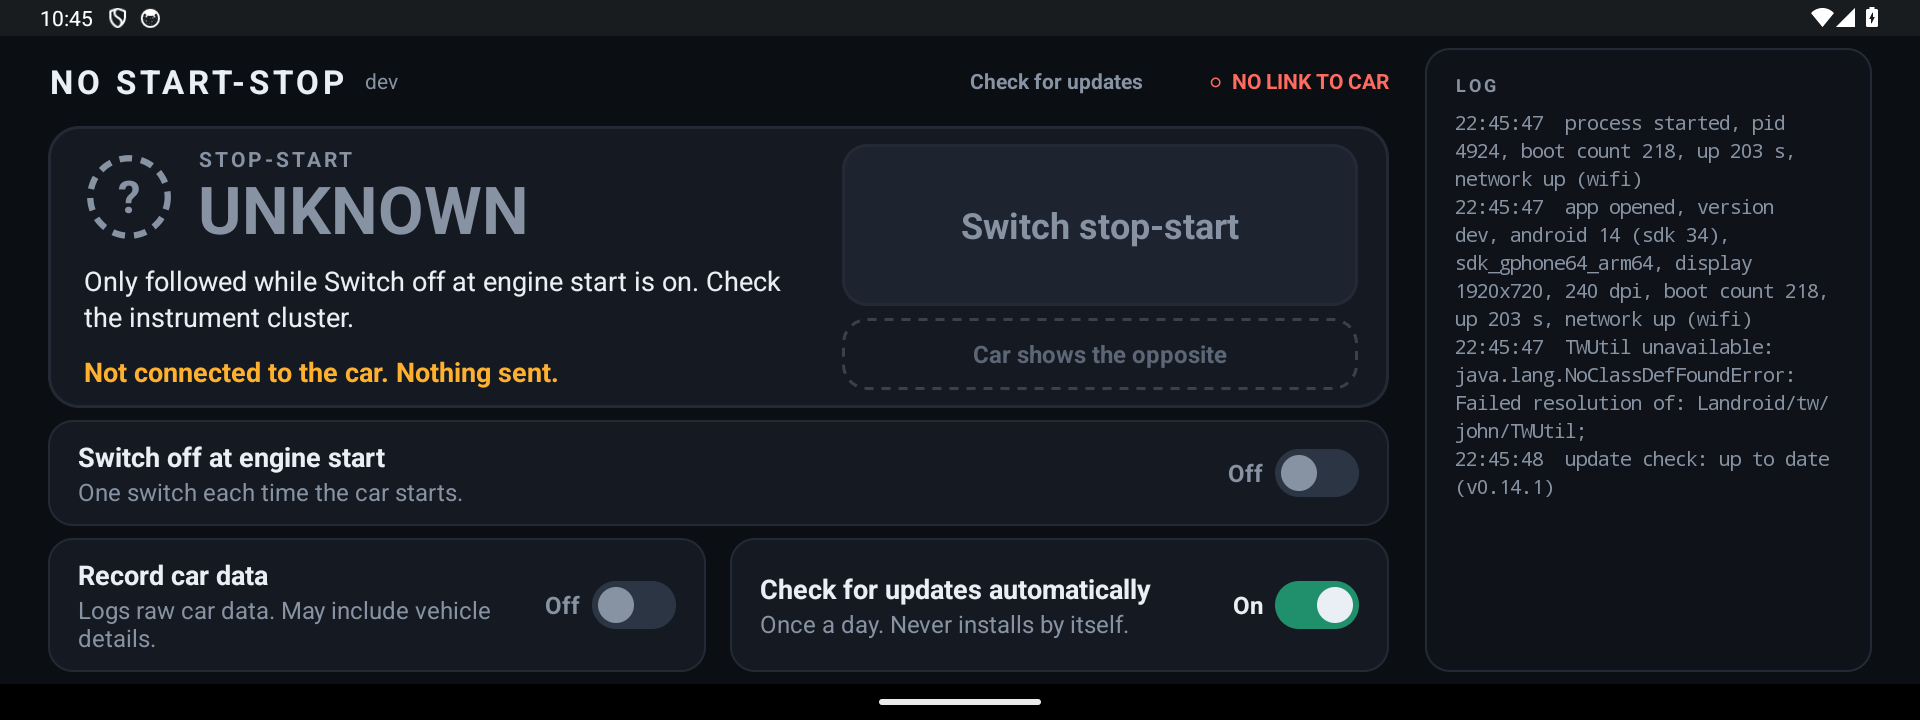 10:45
NO START-STOP dev
Check for updates
NO LINK TO CAR
?
STOP-START
UNKNOWN
Only followed while Switch off at engine start is on. Check
the instrument cluster.
Not connected to the car. Nothing sent.
Switch stop-start
Car shows the opposite
Switch off at engine start
One switch each time the car starts.
Off
Record car data
Logs raw car data. May include vehicle
details.
Off
Check for updates automatically
Once a day. Never installs by itself.
On
LOG
22:45:47 process started, pid
4924, boot count 218, up 203 s,
network up (wifi)
22:45:47 app opened, version
dev, android 14 (sdk 34),
sdk_gphone64_arm64, display
1920x720, 240 dpi, boot count 218,
up 203 s, network up (wifi)
22:45:47 TWUtil unavailable:
java.lang.NoClassDefFoundError:
Failed resolution of: Landroid/tw/
john/TWUtil;
22:45:48 update check: up to date
(v0.14.1)